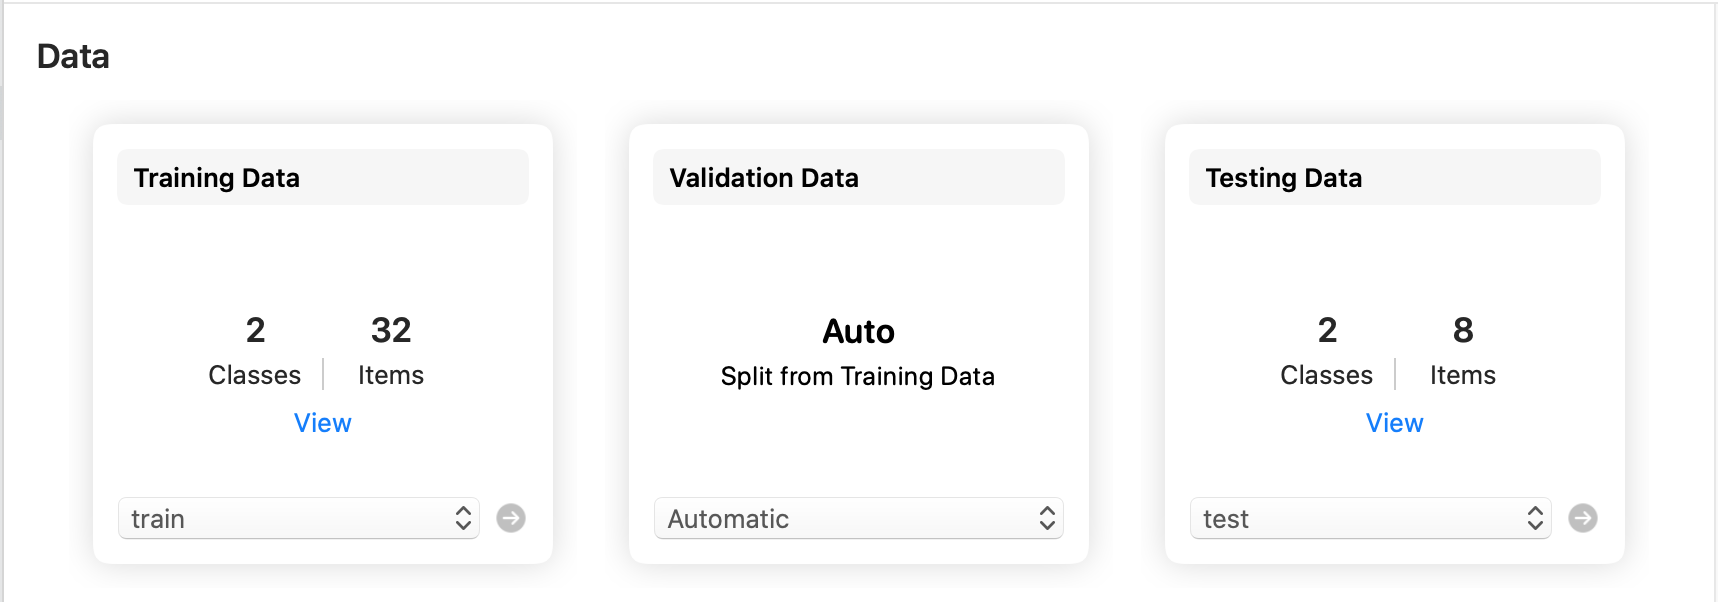 Data
Training Data
2 32
Classes Items
View
train
Validation Data
Auto
Split from Training Data
Automatic
Testing Data
2 8
Classes Items
View
test